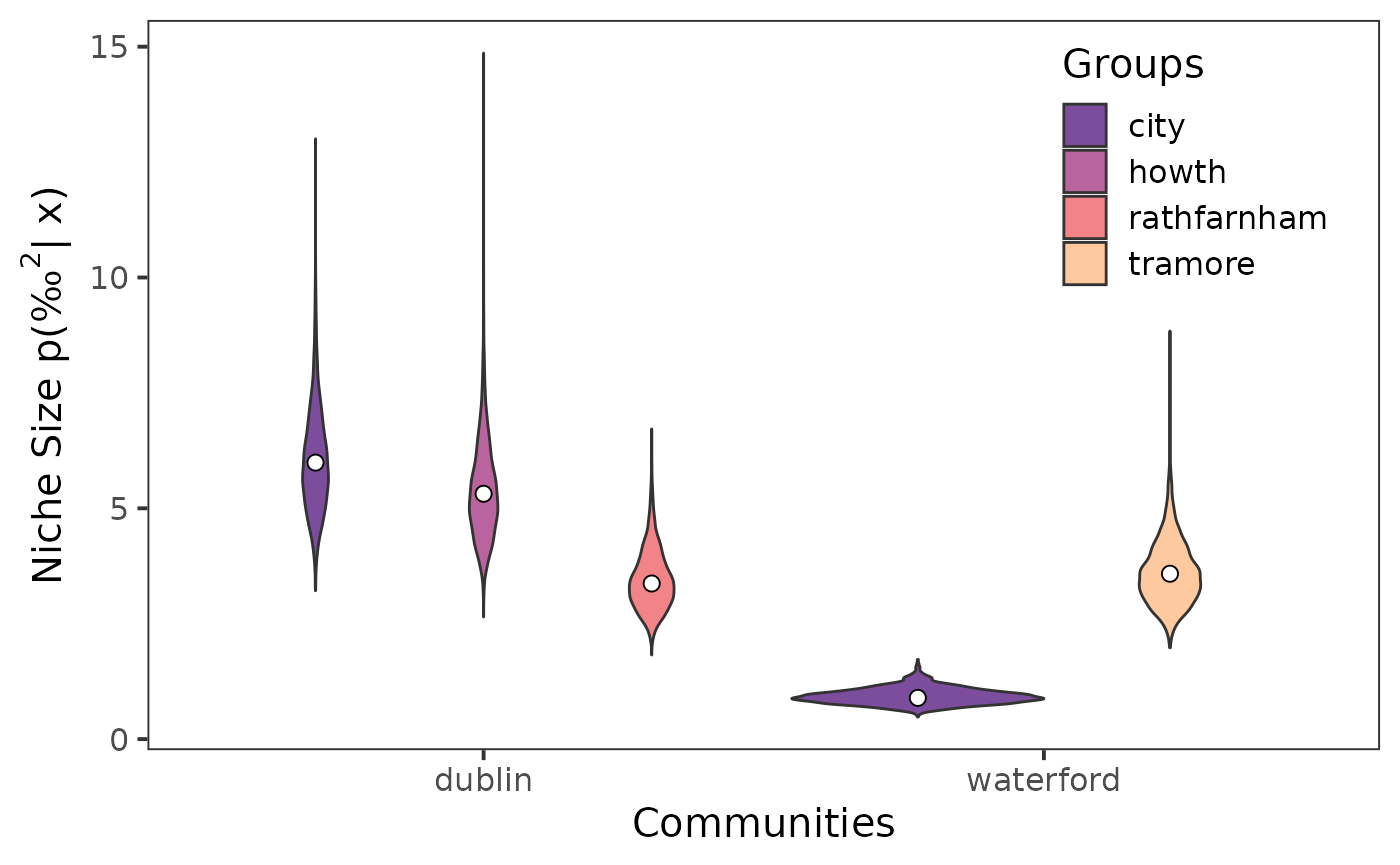 Niche Size p(‰²| x)
15
10
5
0
Groups
city
howth
rathfarnham
tramore
dublin
waterford
Communities